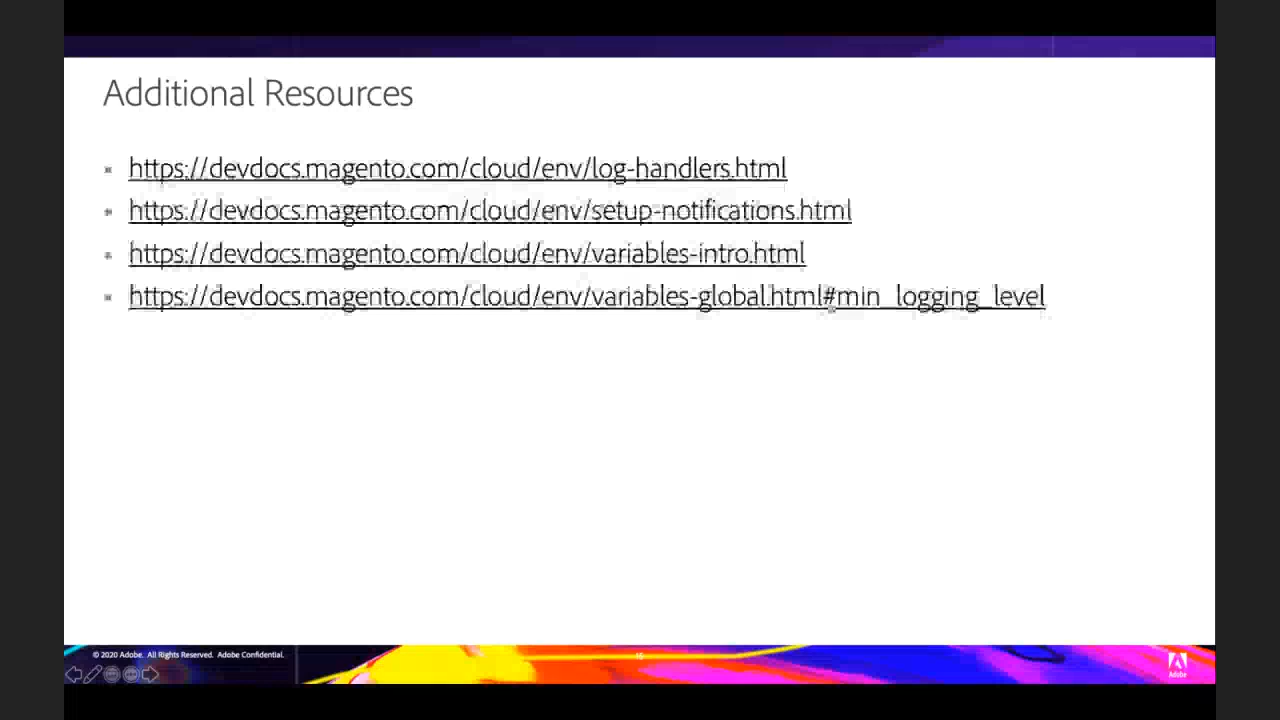 Additional Resources
https://devdocs.magento.com/cloud/env/log-handlers.html
https://devdocs.magento.com/cloud/env/setup-notifications.html
https://devdocs.magento.com/cloud/env/variables-intro.html
https://devdocs.magento.com/cloud/env/variables-global.html#min_logging_level
© 2020 Adobe. All Rights Reserved. Adobe Confidential.
Adobe